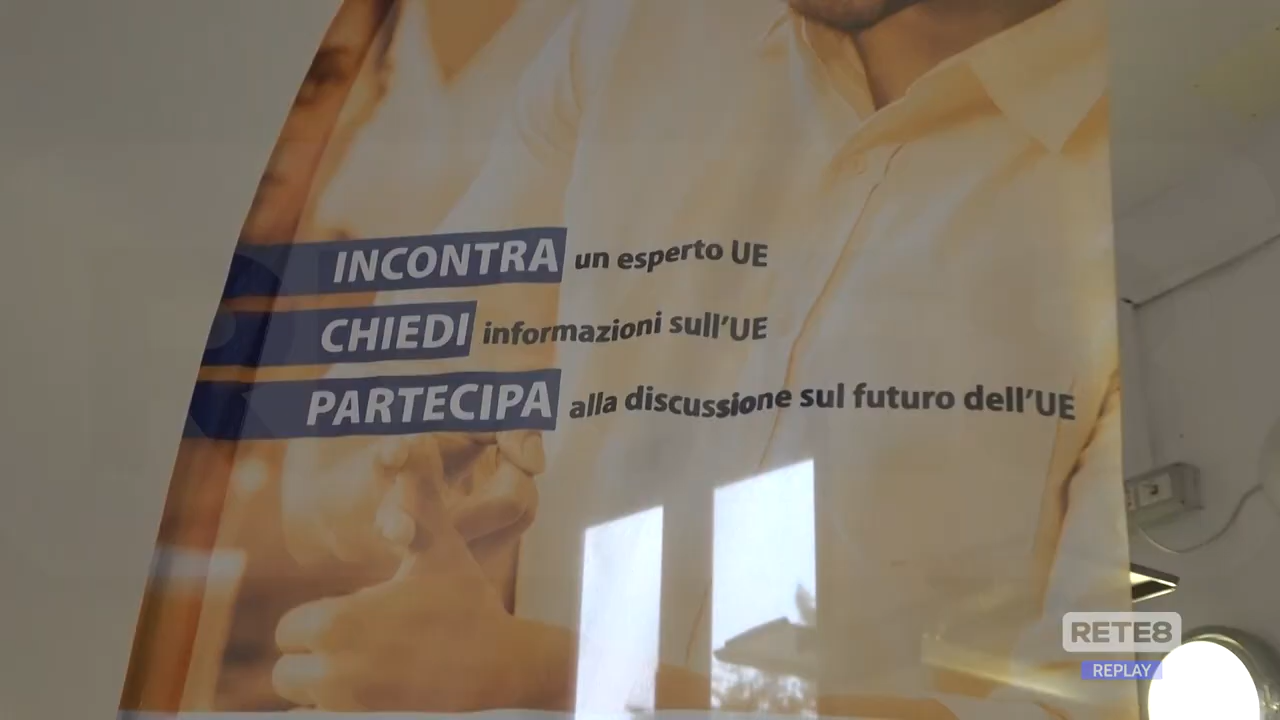 INCONTRA un esperto UE
CHIEDI informazioni sull'UE
PARTECIPA alla discussione sul futuro dell'UE
RETE8
REPLAY